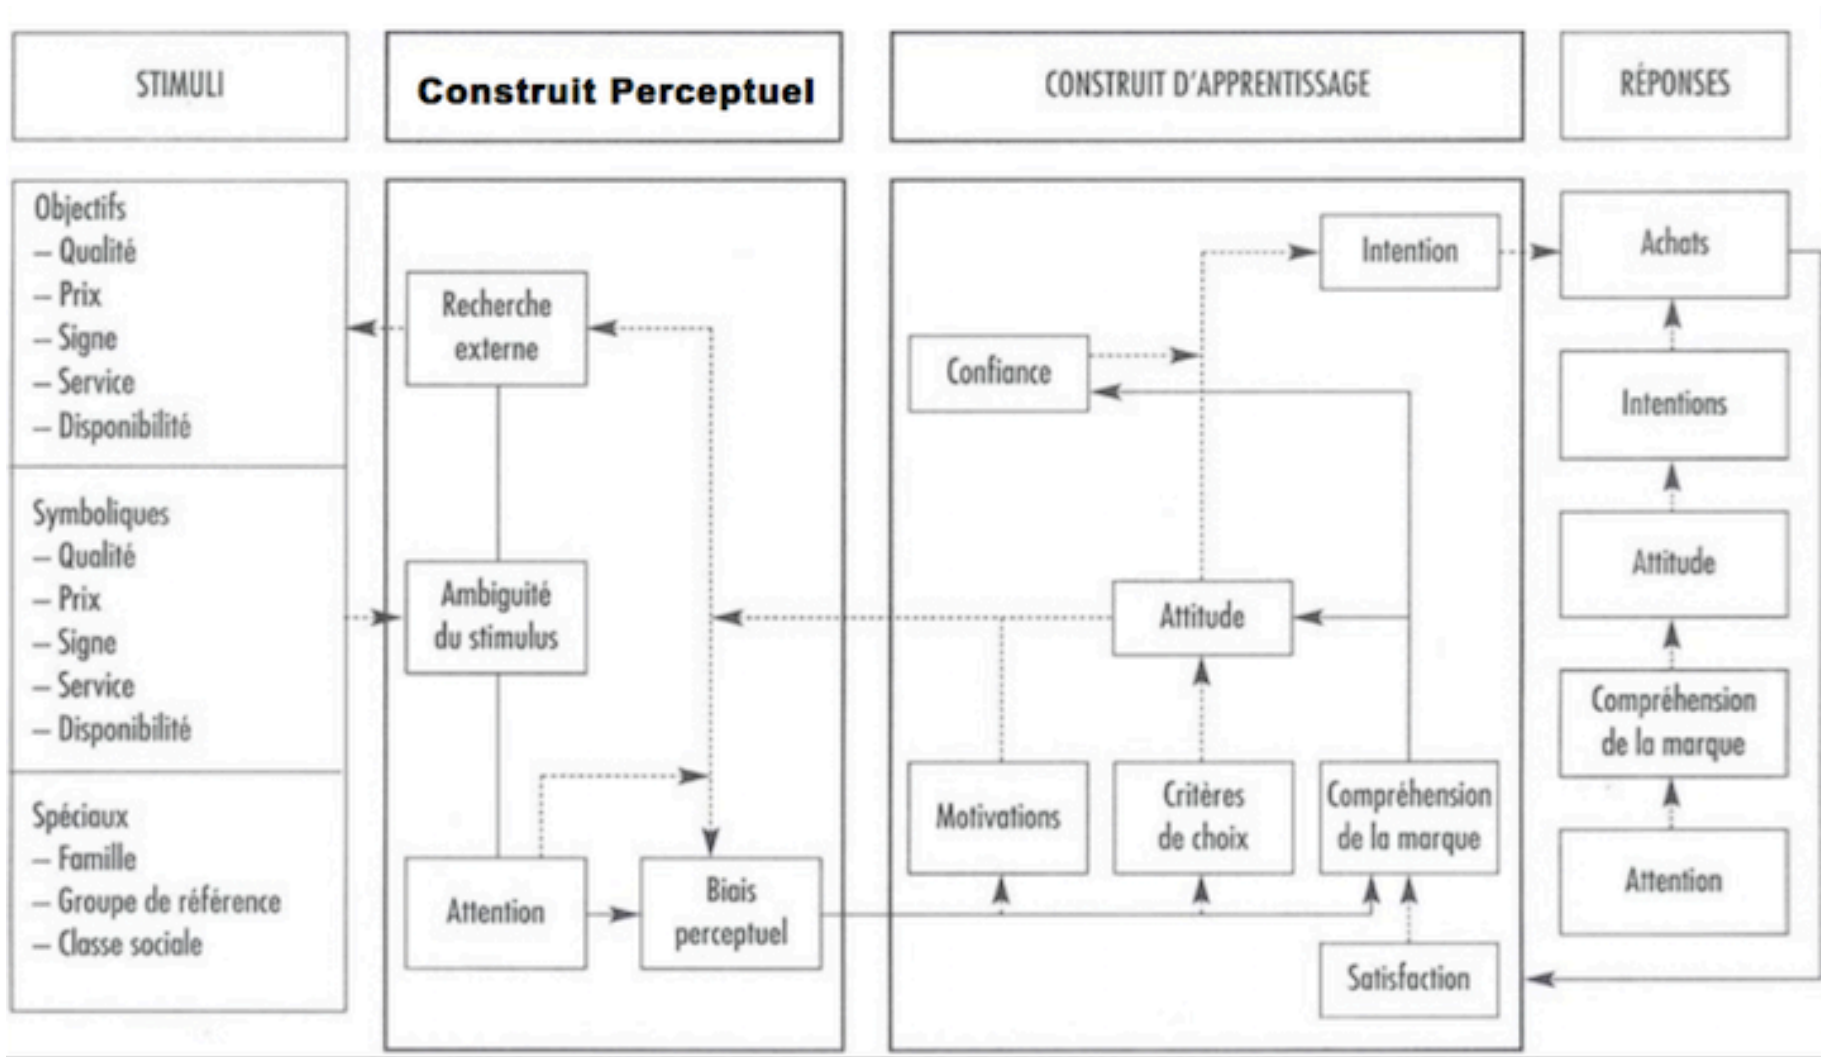 STIMULI
Construit Perceptuel
CONSTRUIT D'APPRENTISSAGE
RÉPONSES
Objectifs
– Qualité
– Prix
– Signe
– Service
– Disponibilité
Symboliques
– Qualité
– Prix
– Signe
– Service
– Disponibilité
Spéciaux
– Famille
– Groupe de référence
– Classe sociale
Recherche
externe
Ambiguité
du stimulus
Attention
Biais
perceptuel
Intention
Confiance
Attitude
Motivations
Critères
de choix
Compréhension
de la marque
Satisfaction
Achats
Intentions
Attitude
Compréhension
de la marque
Attention